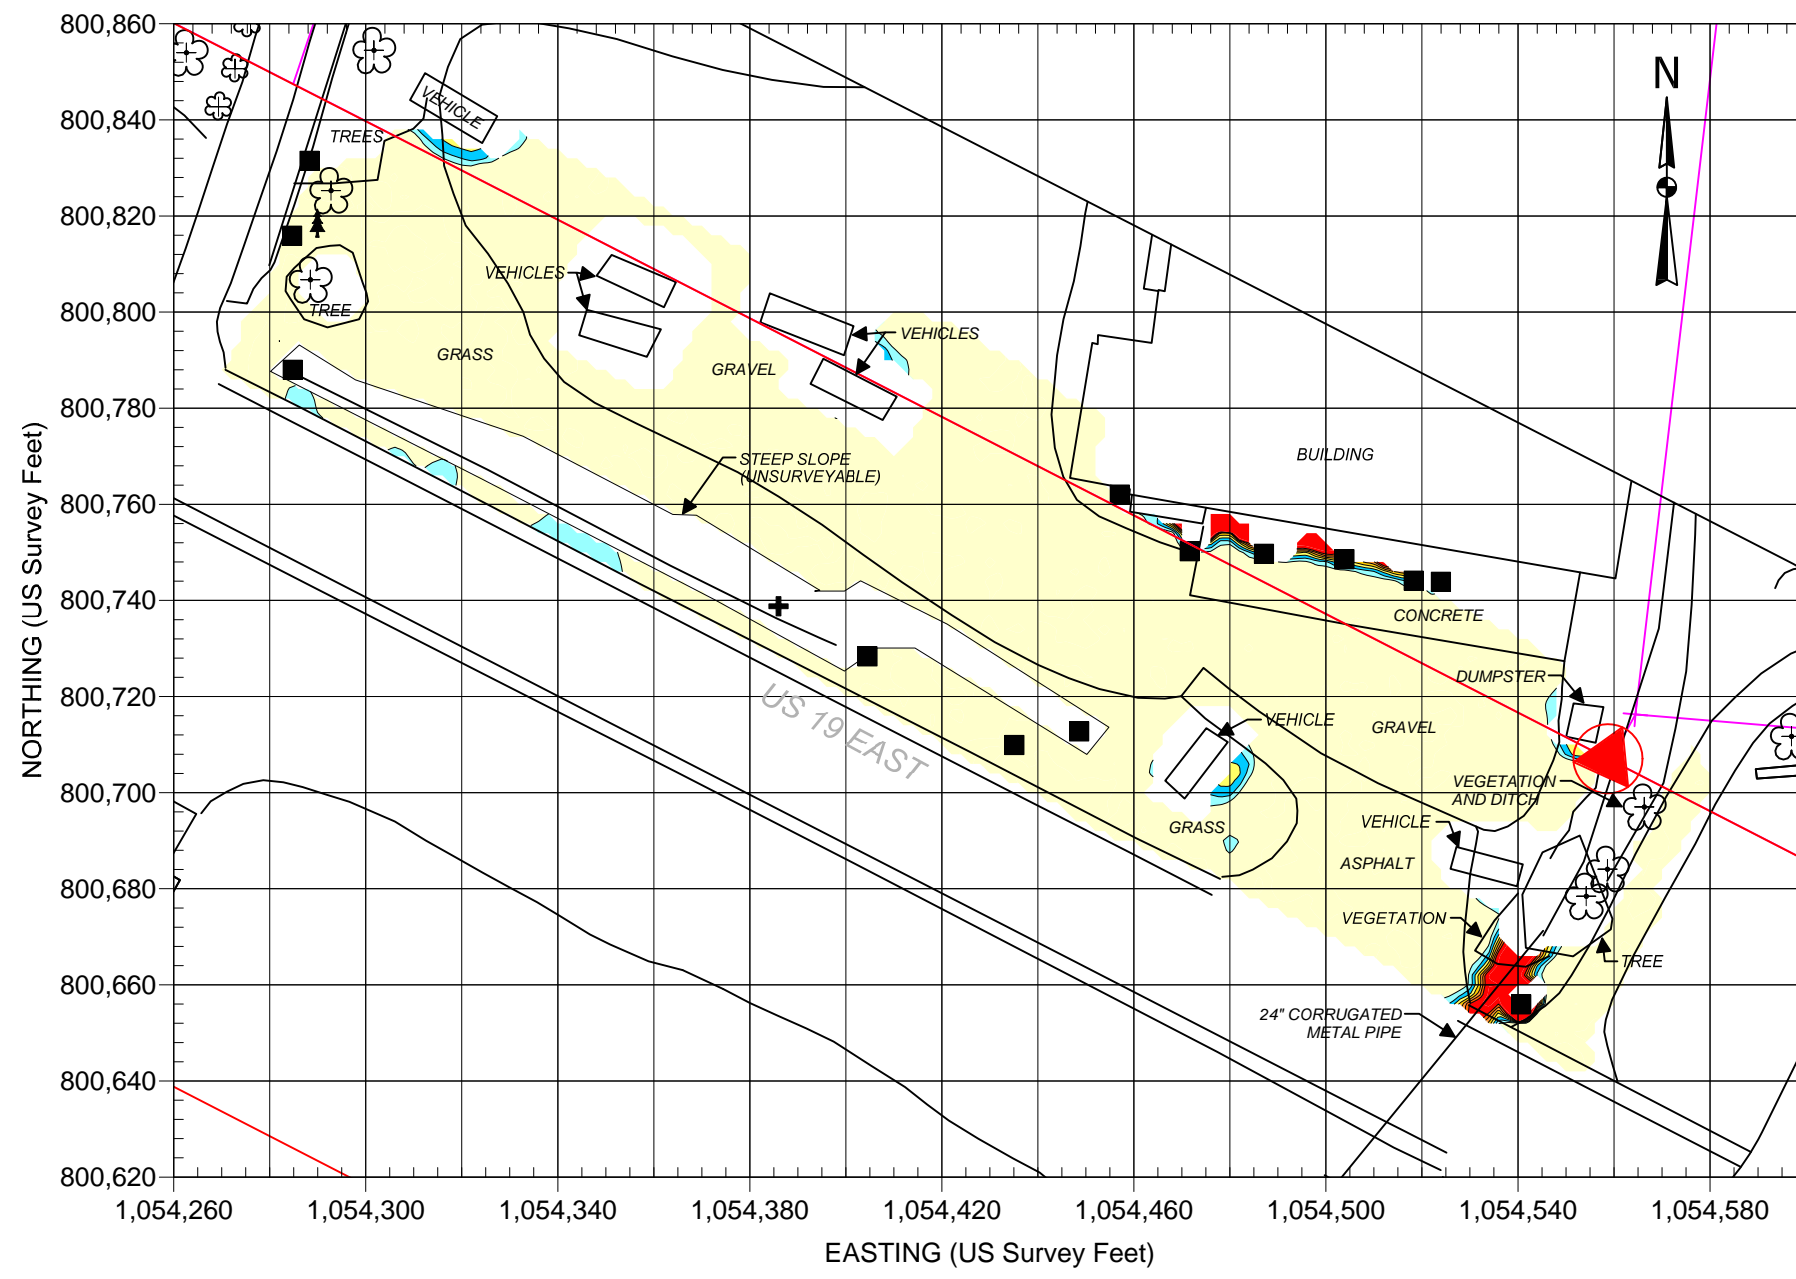 800,860
800,840
800,820
800,800
800,780
800,760
800,740
800,720
800,700
800,680
800,660
800,640
800,620
1,054,260
1,054,300
1,054,340
1,054,380
1,054,420
1,054,460
1,054,500
1,054,540
1,054,580
NORTHING (US Survey Feet)
EASTING (US Survey Feet)
N
VEHICLE
TREES
VEHICLES
TREE
VEHICLES
GRASS
GRAVEL
STEEP SLOPE
(UNSURVEYABLE)
BUILDING
CONCRETE
DUMPSTER
US 19 EAST
VEHICLE
GRAVEL
VEGETATION
AND DITCH
GRASS
VEHICLE
ASPHALT
VEGETATION
TREE
24" CORRUGATED
METAL PIPE